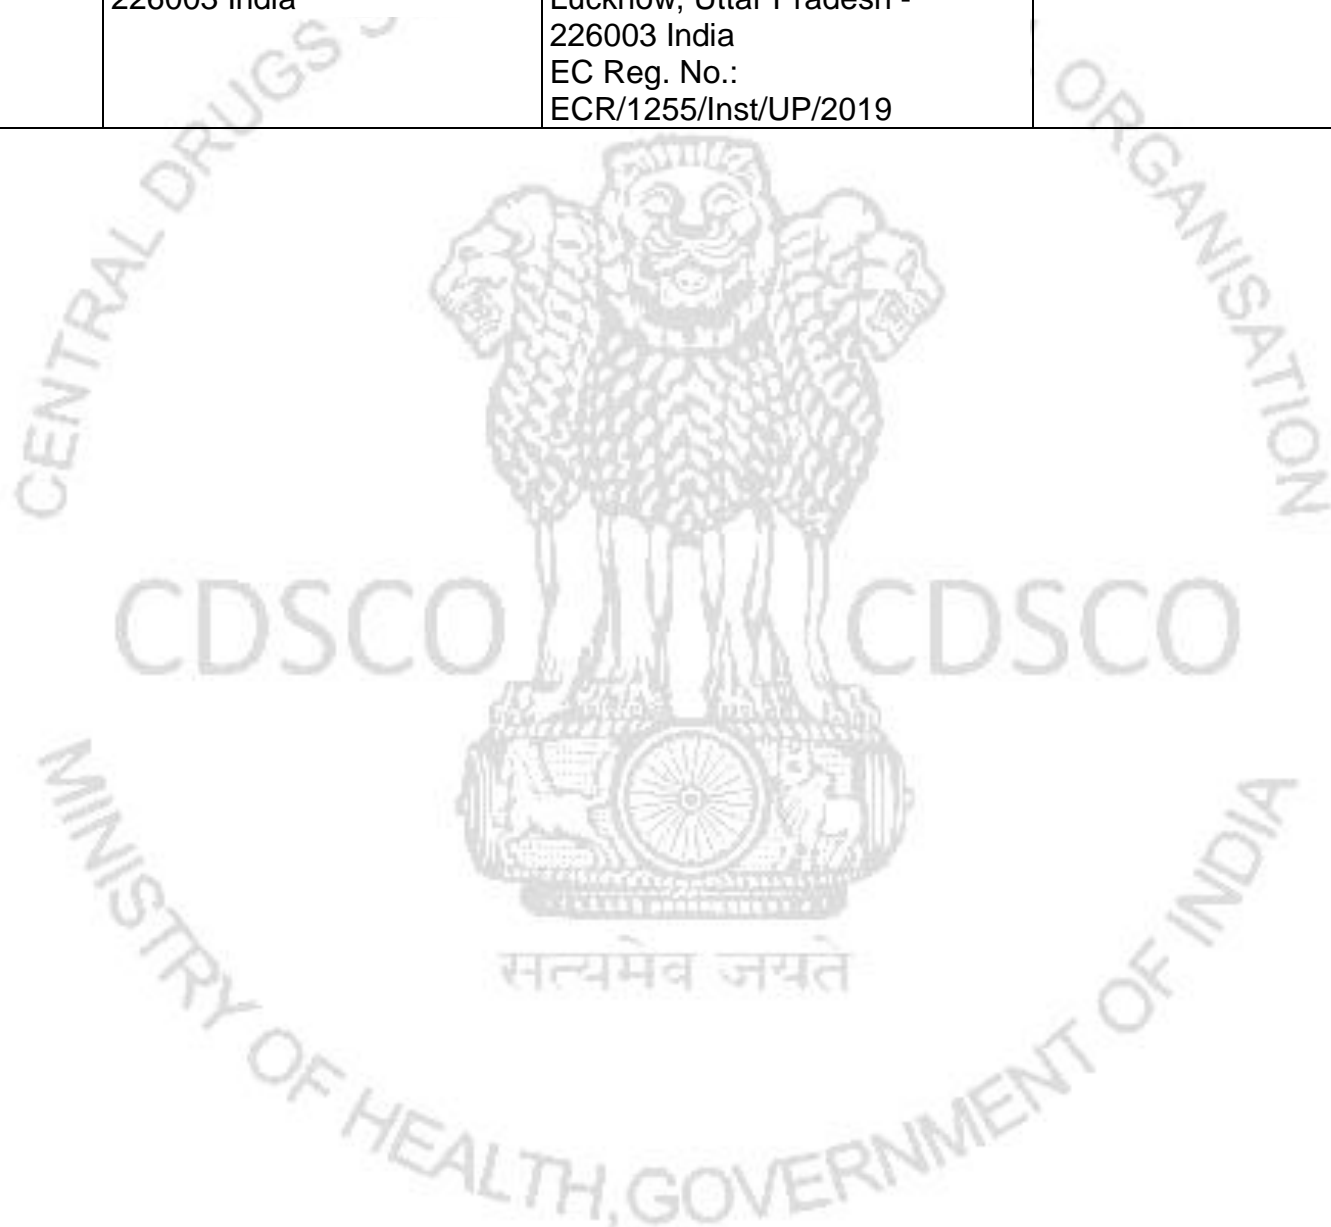 226003 India
Lucknow, Uttar Pradesh -
226003 India
EC Reg. No.:
ECR/1255/Inst/UP/2019
CENTRAL DRUGS
ORGANISATION
CDSCO CDSCO
सत्यमेव जयते
MINISTRY OF HEALTH, GOVERNMENT OF INDIA